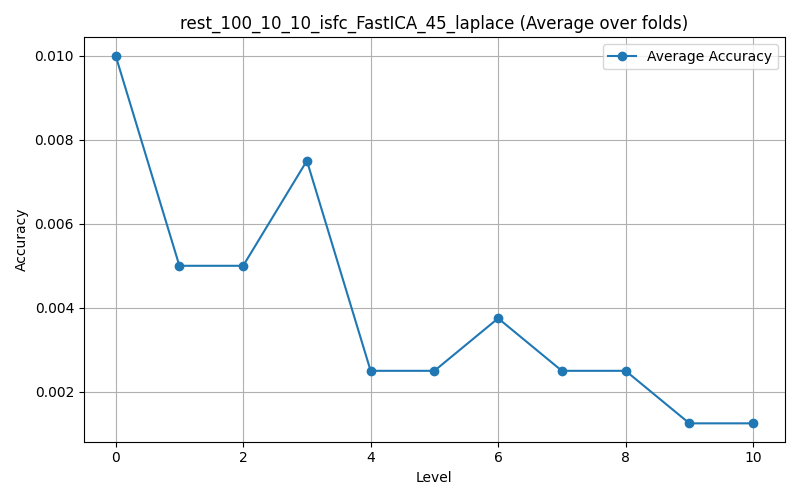 rest_100_10_10_isfc_FastICA_45_laplace (Average over folds)
Average Accuracy
0.010
0.008
0.006
0.004
0.002
Accuracy
0 2 4 6 8 10
Level